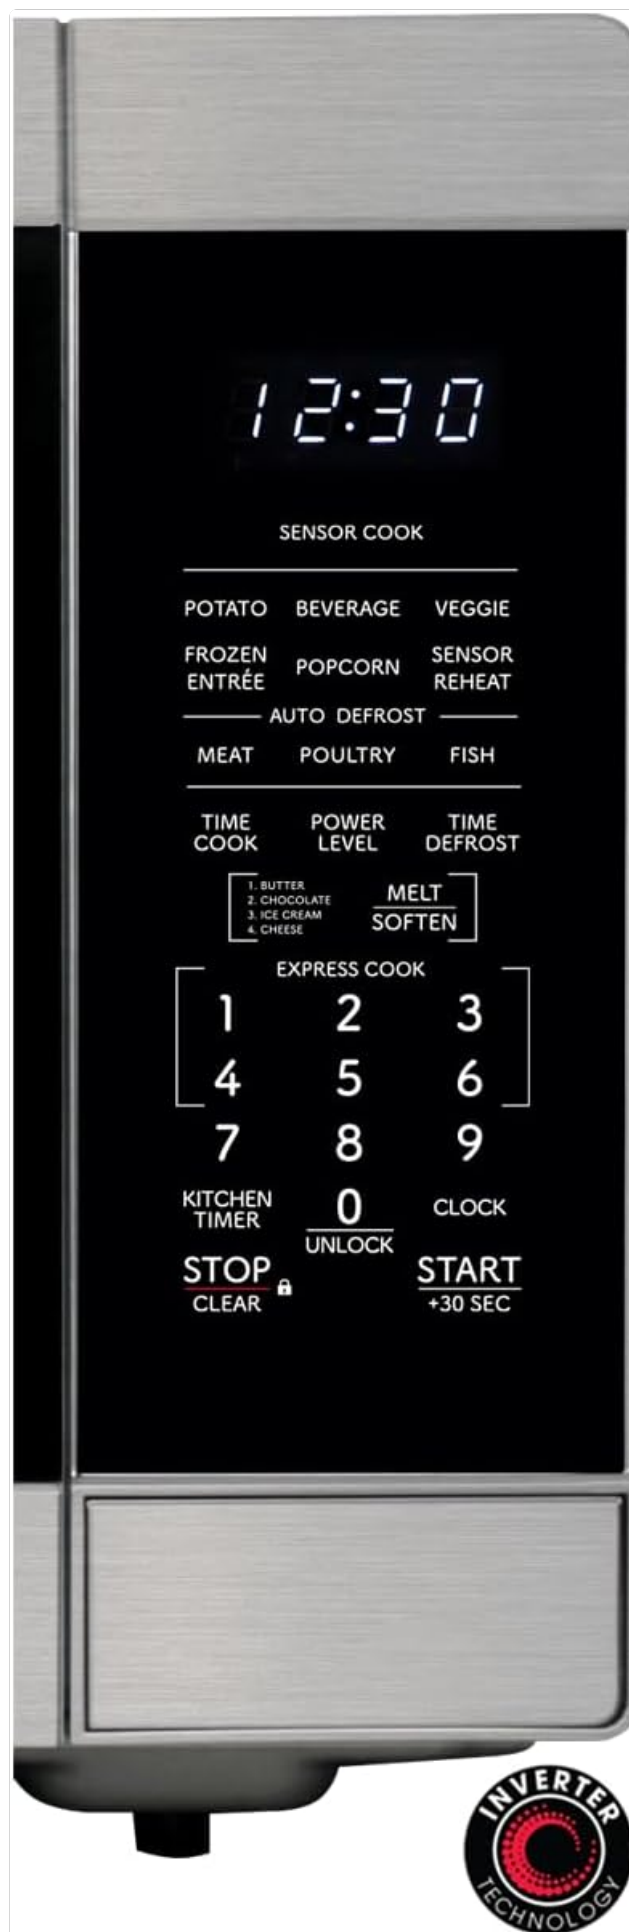 12:30
SENSOR COOK
POTATO BEVERAGE VEGGIE
FROZEN ENTRÉE POPCORN SENSOR REHEAT
AUTO DEFROST
MEAT POULTRY FISH
TIME COOK POWER LEVEL TIME DEFROST
1. BUTTER
2. CHOCOLATE
3. ICE CREAM
4. CHEESE
MELT
SOFTEN
EXPRESS COOK
1 2 3
4 5 6
7 8 9
KITCHEN TIMER 0 CLOCK
UNLOCK
STOP START
CLEAR +30 SEC
INVERTER
TECHNOLOGY